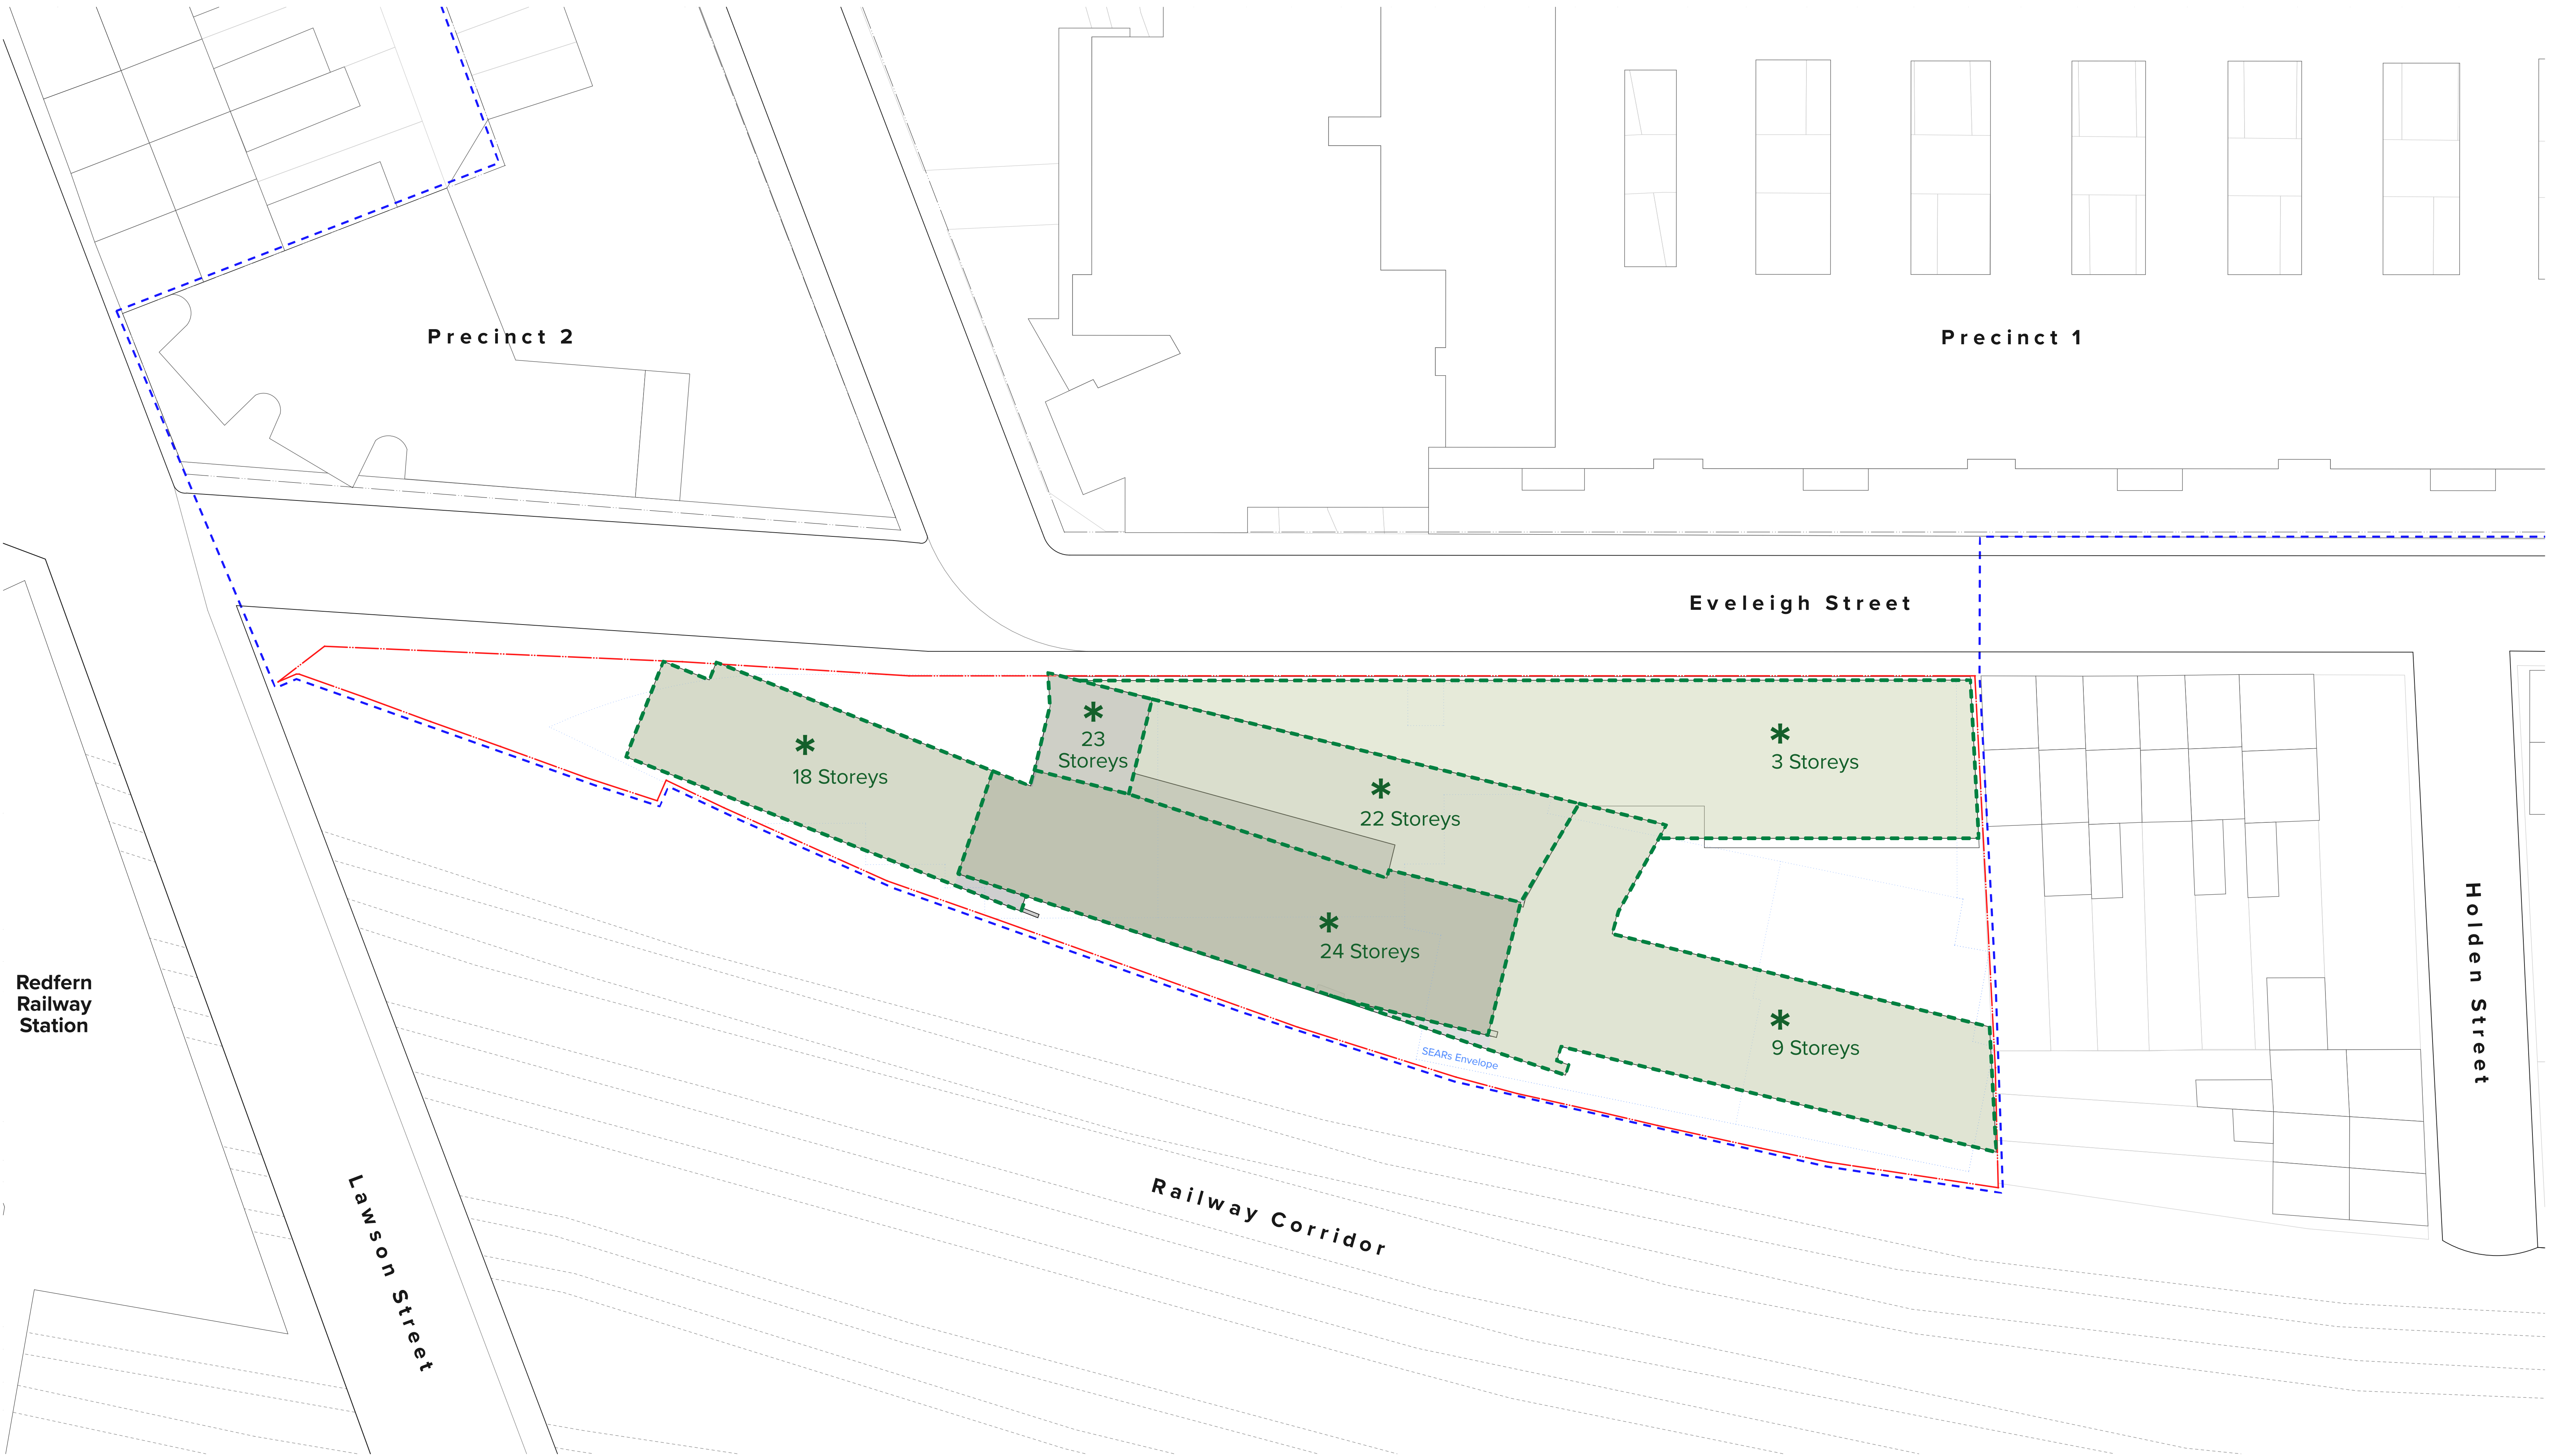 Precinct 2
Precinct 1
Eveleigh Street
*
23
Storeys
*
18 Storeys
*
3 Storeys
*
22 Storeys
*
24 Storeys
*
9 Storeys
SEARs Envelope
Redfern
Railway
Station
Holden Street
Lawson Street
Railway Corridor